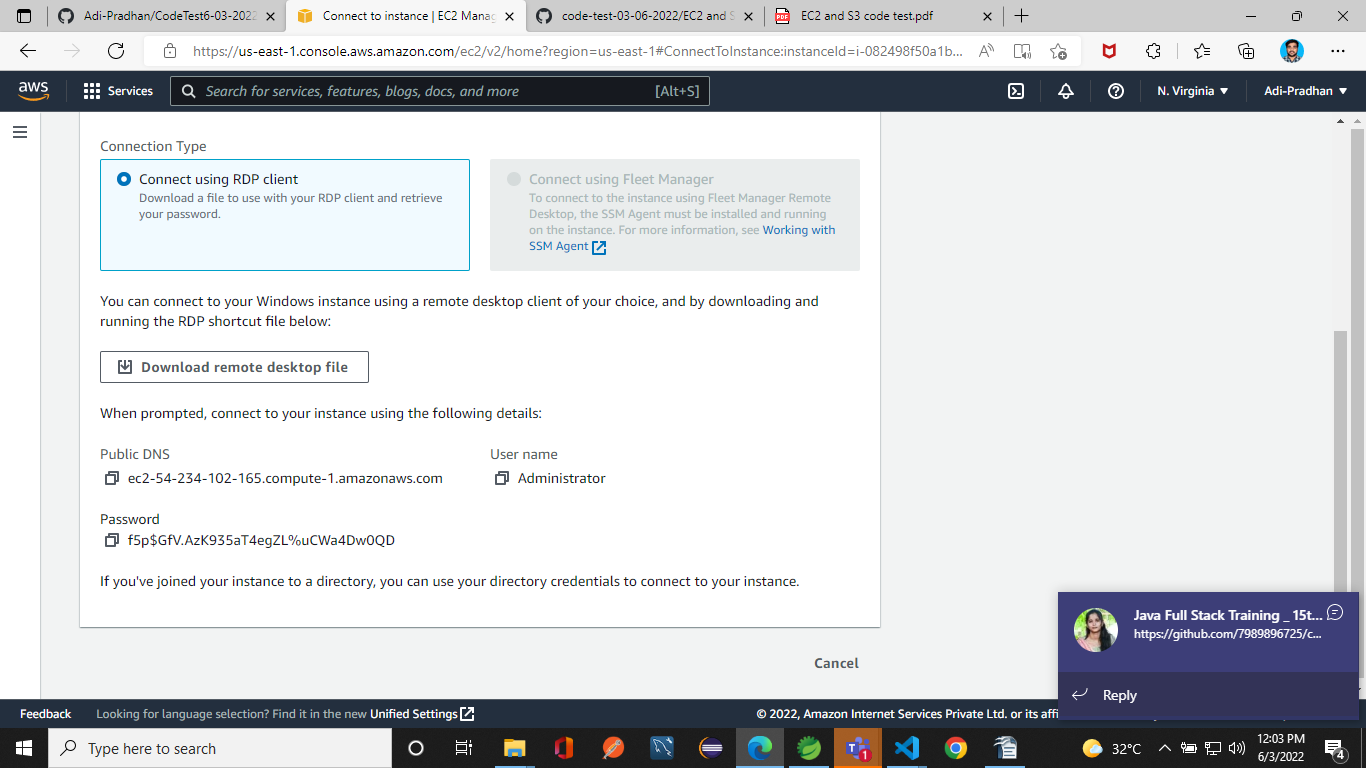 Adi-Pradhan/CodeTest6-03-2022
Connect to instance | EC2 Manag
code-test-03-06-2022/EC2 and S
EC2 and S3 code test.pdf
https://us-east-1.console.aws.amazon.com/ec2/v2/home?region=us-east-1#ConnectToInstance:instanceId=i-082498f50a1b...
aws
Services
Search for services, features, blogs, docs, and more
[Alt+S]
N. Virginia
Adi-Pradhan
Connection Type
Connect using RDP client
Download a file to use with your RDP client and retrieve
your password.
Connect using Fleet Manager
To connect to the instance using Fleet Manager Remote
Desktop, the SSM Agent must be installed and running
on the instance. For more information, see Working with
SSM Agent
You can connect to your Windows instance using a remote desktop client of your choice, and by downloading and
running the RDP shortcut file below:
Download remote desktop file
When prompted, connect to your instance using the following details:
Public DNS
ec2-54-234-102-165.compute-1.amazonaws.com
User name
Administrator
Password
f5p$GfV.AzK935aT4egZL%uCWa4Dw0QD
If you've joined your instance to a directory, you can use your directory credentials to connect to your instance.
Cancel
Java Full Stack Training _ 15t...
https://github.com/7989896725/c...
Reply
Feedback
Looking for language selection? Find it in the new Unified Settings
© 2022, Amazon Internet Services Private Ltd. or its affi
Type here to search
1
32°C
12:03 PM
6/3/2022
4